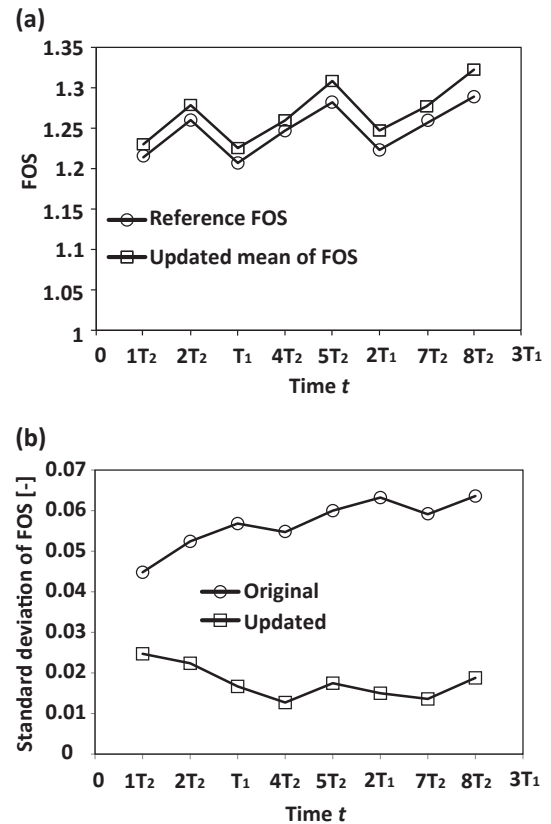 (a)
1.35
1.3
1.25
1.2
1.15
1.1
1.05
1
FOS
Reference FOS
Updated mean of FOS
0 1T₂ 2T₂ T₁ 4T₂ 5T₂ 2T₁ 7T₂ 8T₂ 3T₁
Time t
(b)
0.07
0.06
0.05
0.04
0.03
0.02
0.01
0
Standard deviation of FOS [-]
Original
Updated
0 1T₂ 2T₂ T₁ 4T₂ 5T₂ 2T₁ 7T₂ 8T₂ 3T₁
Time t